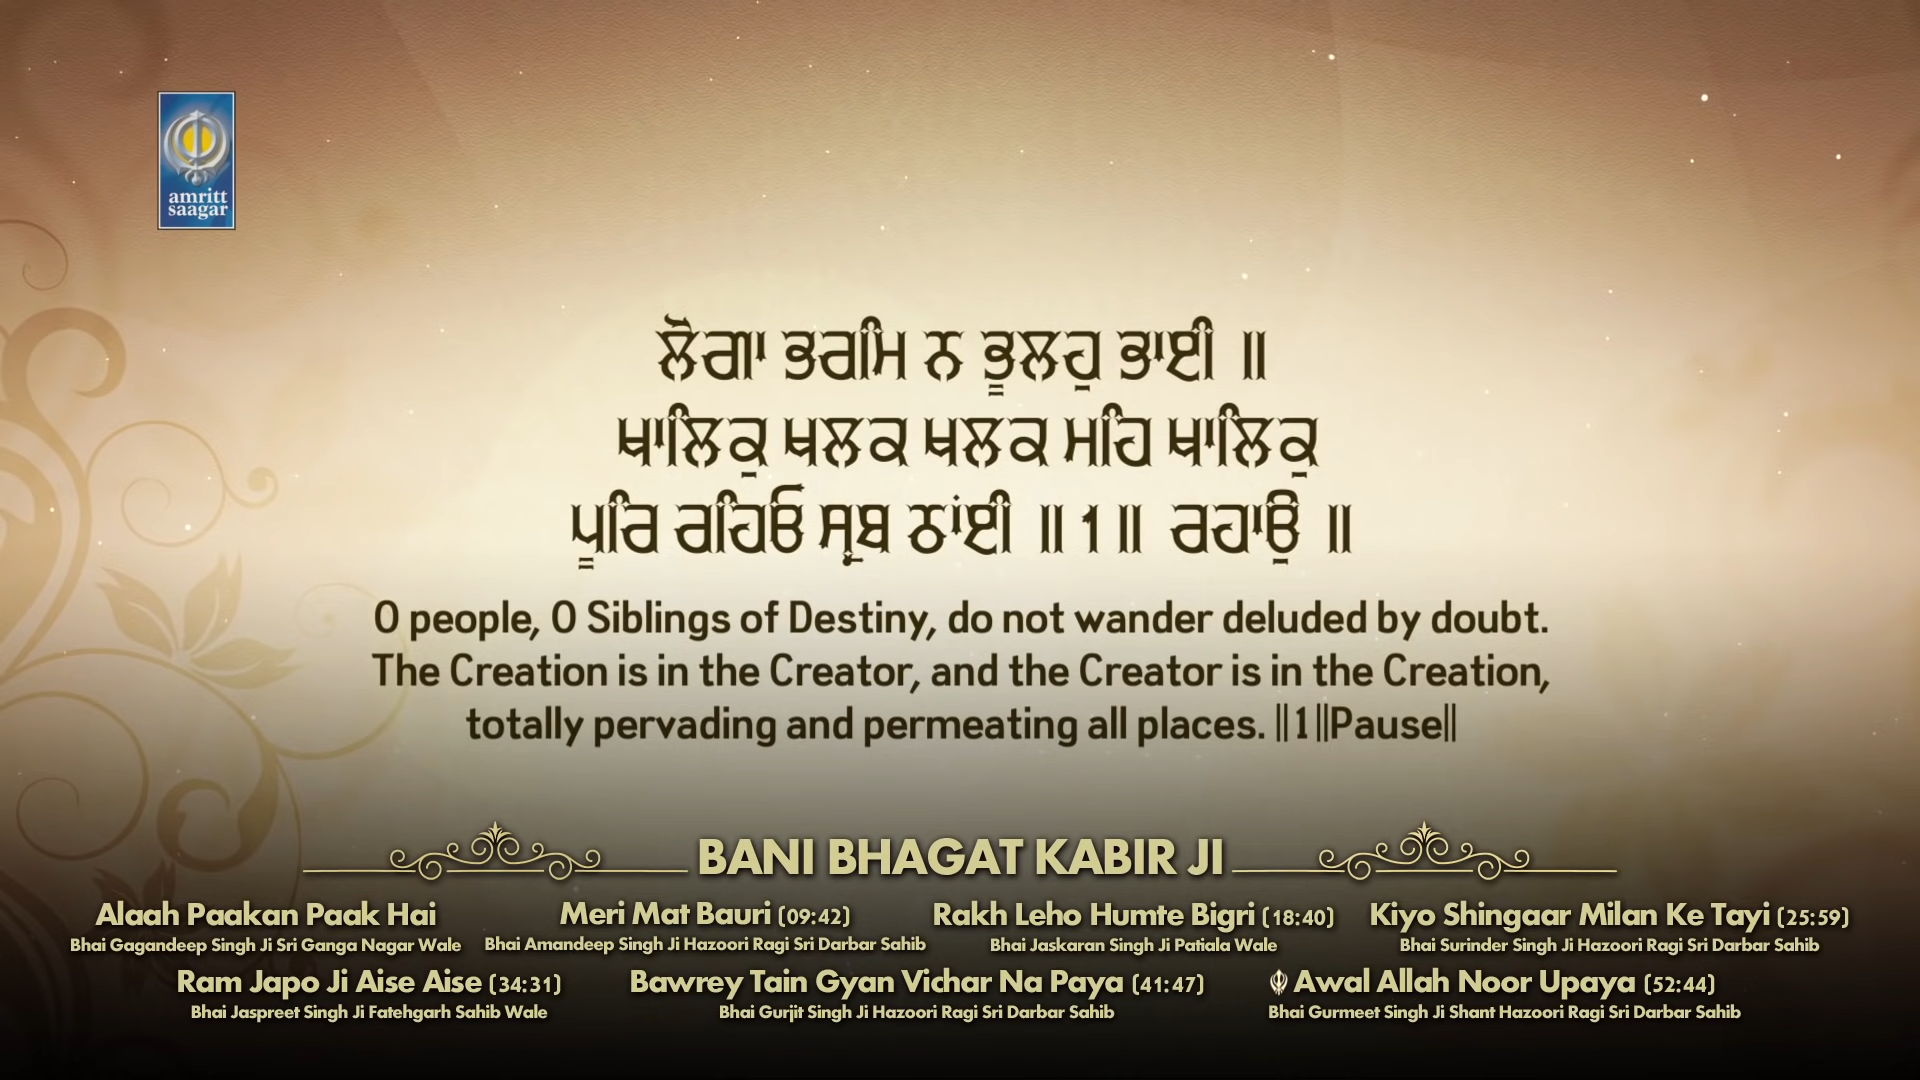 amritt
saagar
ਲੋਗਾ ਭਰਮਿ ਨ ਭੂਲਹੁ ਭਾਈ ॥
ਖਾਲਿਕੁ ਖਲਕ ਖਲਕ ਮਹਿ ਖਾਲਿਕੁ
ਪੂਰਿ ਰਹਿਓ ਸ੍ਰਬ ਠਾਂਈ ॥ 1 ॥ ਰਹਾਉ ॥
O people, O Siblings of Destiny, do not wander deluded by doubt.
The Creation is in the Creator, and the Creator is in the Creation,
totally pervading and permeating all places. ||1||Pause||
BANI BHAGAT KABIR JI
Alaah Paakan Paak Hai Meri Mat Bauri (09:42) Rakh Leho Humte Bigri (18:40) Kiyo Shingaar Milan Ke Tayi (25:59)
Bhai Gagandeep Singh Ji Sri Ganga Nagar Wale Bhai Amandeep Singh Ji Hazoori Ragi Sri Darbar Sahib Bhai Jaskaran Singh Ji Patiala Wale Bhai Surinder Singh Ji Hazoori Ragi Sri Darbar Sahib
Ram Japo Ji Aise Aise (34:31) Bawrey Tain Gyan Vichar Na Paya (41:47) Awal Allah Noor Upaya (52:44)
Bhai Jaspreet Singh Ji Fatehgarh Sahib Wale Bhai Gurjit Singh Ji Hazoori Ragi Sri Darbar Sahib Bhai Gurmeet Singh Ji Shant Hazoori Ragi Sri Darbar Sahib